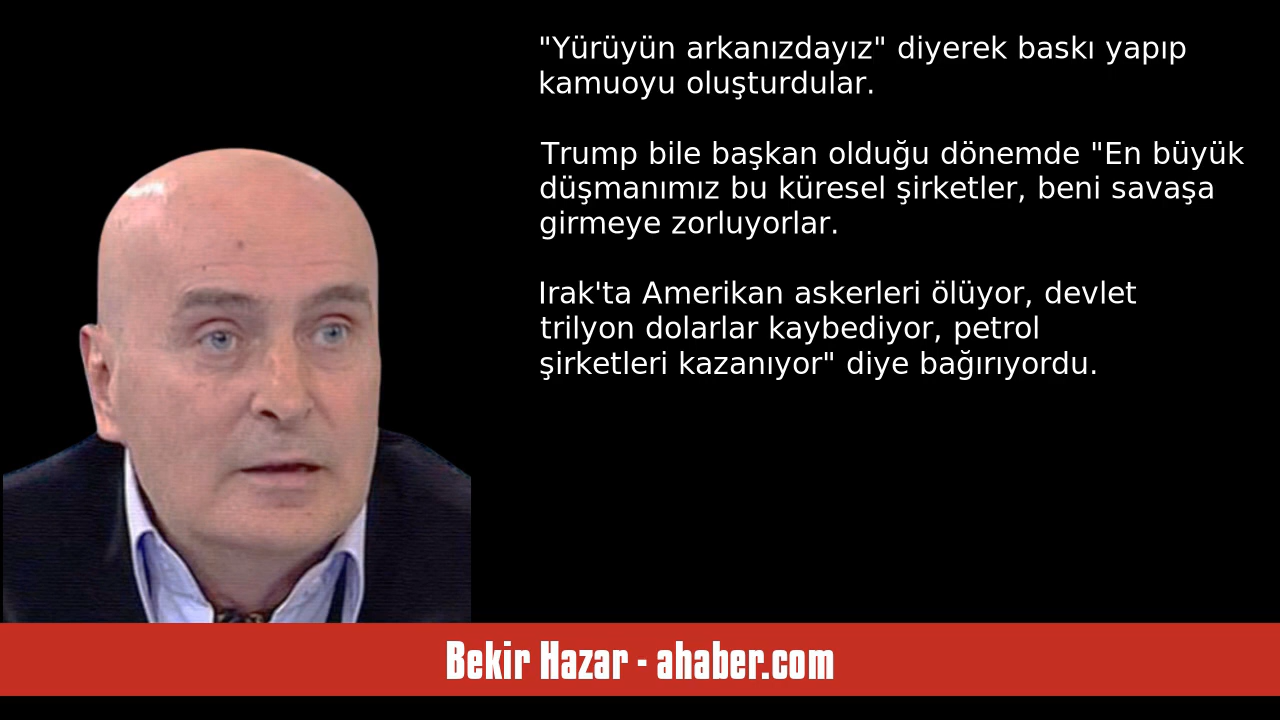 "Yürüyün arkanızdayız" diyerek baskı yapıp
kamuoyu oluşturdular.
Trump bile başkan olduğu dönemde "En büyük
düşmanımız bu küresel şirketler, beni savaşa
girmeye zorluyorlar.
Irak'ta Amerikan askerleri ölüyor, devlet
trilyon dolarlar kaybediyor, petrol
şirketleri kazanıyor" diye bağırıyordu.
Bekir Hazar - ahaber.com